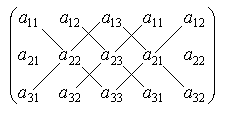 a₁₁ a₁₂ a₁₃ a₁₁ a₁₂
a₂₁ a₂₂ a₂₃ a₂₁ a₂₂
a₃₁ a₃₂ a₃₃ a₃₁ a₃₂